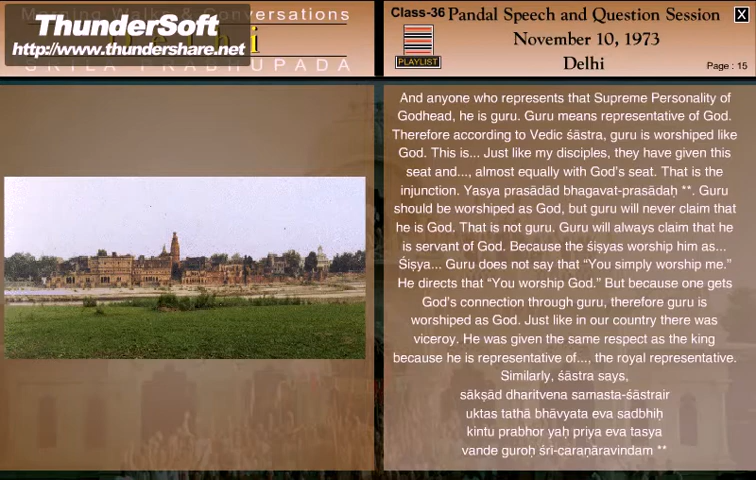 Morning Walks & Conversations
ThunderSoft
http://www.thundershare.net
SRILA PRABHUPADA
Class-36
Pandal Speech and Question Session
X
November 10, 1973
PLAYLIST
Delhi
Page : 15
And anyone who represents that Supreme Personality of
Godhead, he is guru. Guru means representative of God.
Therefore according to Vedic śāstra, guru is worshiped like
God. This is... Just like my disciples, they have given this
seat and..., almost equally with God's seat. That is the
injunction. Yasya prasādād bhagavat-prasādaḥ **. Guru
should be worshiped as God, but guru will never claim that
he is God. That is not guru. Guru will always claim that he
is servant of God. Because the śiṣyas worship him as...
Śiṣya... Guru does not say that “You simply worship me.”
He directs that “You worship God.” But because one gets
God's connection through guru, therefore guru is
worshiped as God. Just like in our country there was
viceroy. He was given the same respect as the king
because he is representative of..., the royal representative.
Similarly, śāstra says,
sākṣād dharitvena samasta-śāstrair
uktas tathā bhāvyata eva sadbhiḥ
kintu prabhor yaḥ priya eva tasya
vande guroḥ śri-caraṇāravindam **